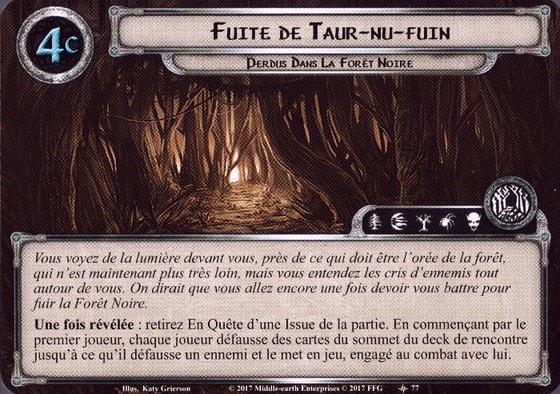 4C
Fuite de Taur-nu-fuin
Perdus Dans La Forêt Noire
Vous voyez de la lumière devant vous, près de ce qui doit être l'orée de la forêt,
qui n'est maintenant plus très loin, mais vous entendez les cris d'ennemis tout
autour de vous. On dirait que vous allez encore une fois devoir vous battre pour
fuir la Forêt Noire.
Une fois révélée : retirez En Quête d'une Issue de la partie. En commençant par le
premier joueur, chaque joueur défausse des cartes du sommet du deck de rencontre
jusqu'à ce qu'il défausse un ennemi et le met en jeu, engagé au combat avec lui.
Illus. Katy Grierson © 2017 Middle-earth Enterprises © 2017 FFG 77